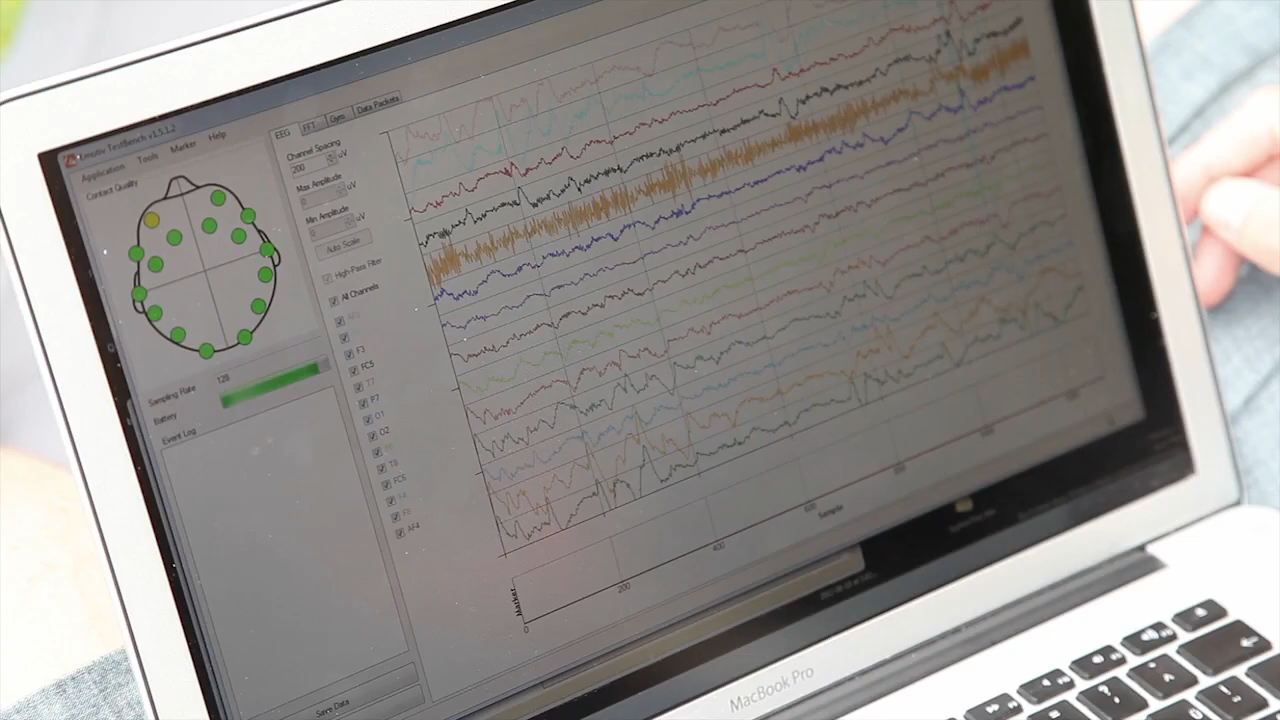 Emotiv TestBench v1.5.1.2
Application Tools Marker Help
Contact Quality
Sampling Rate 128
Battery
Event Log
Save Data
EEG FFT Gyro Data Packets
Channel Spacing
200 uV
Max Amplitude
0 uV
Min Amplitude
0 uV
Auto Scale
High-Pass Filter
All Channels
F3
FC5
T7
P7
O1
O2
T8
FC6
F4
F8
AF4
Marker
0 200 400 600 800
Sample
MacBook Pro